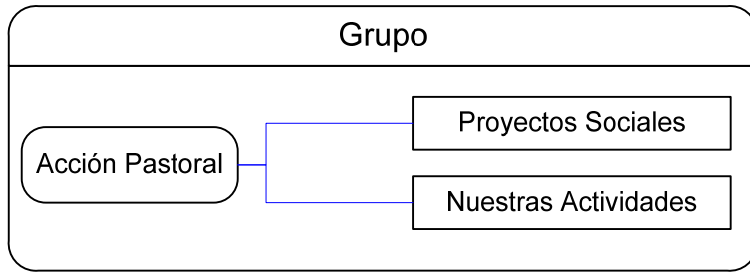 Grupo
Acción Pastoral
Proyectos Sociales
Nuestras Actividades